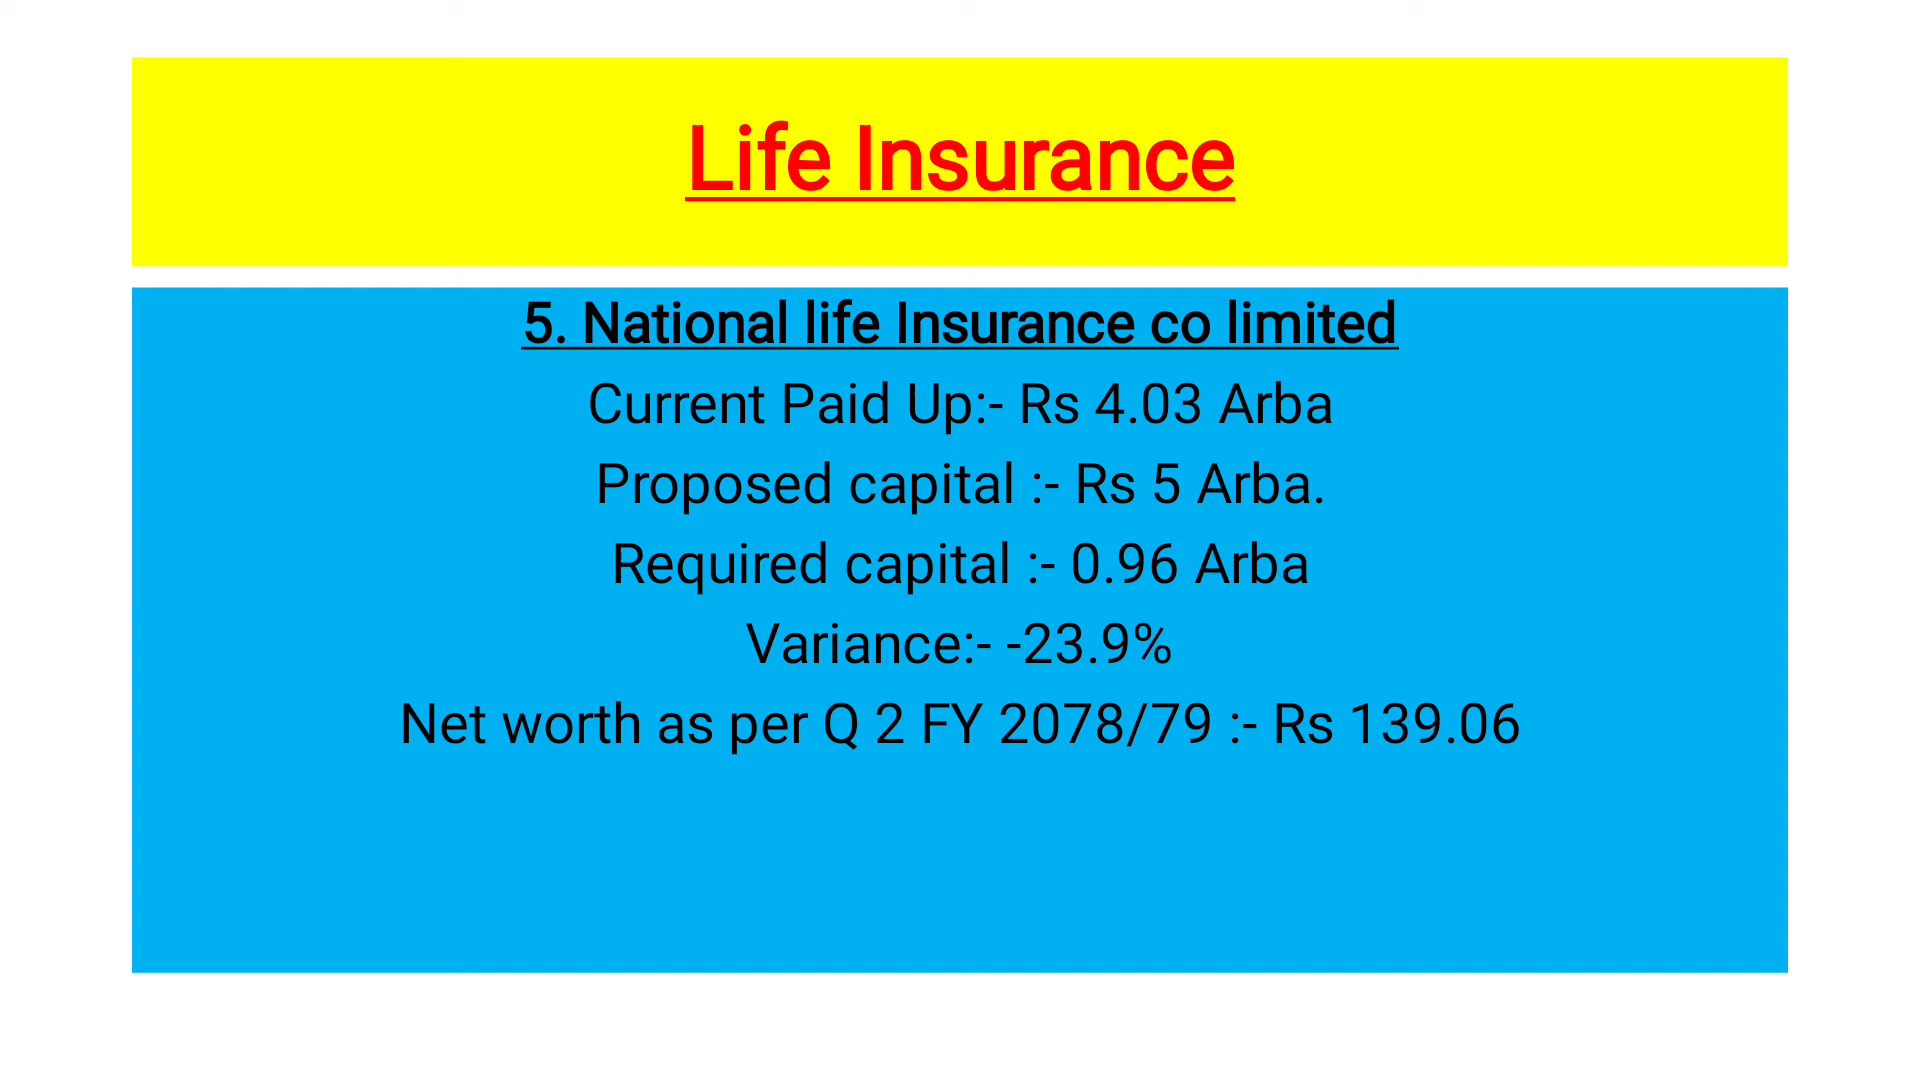 Life Insurance
5. National life Insurance co limited
Current Paid Up:- Rs 4.03 Arba
Proposed capital :- Rs 5 Arba.
Required capital :- 0.96 Arba
Variance:- -23.9%
Net worth as per Q 2 FY 2078/79 :- Rs 139.06